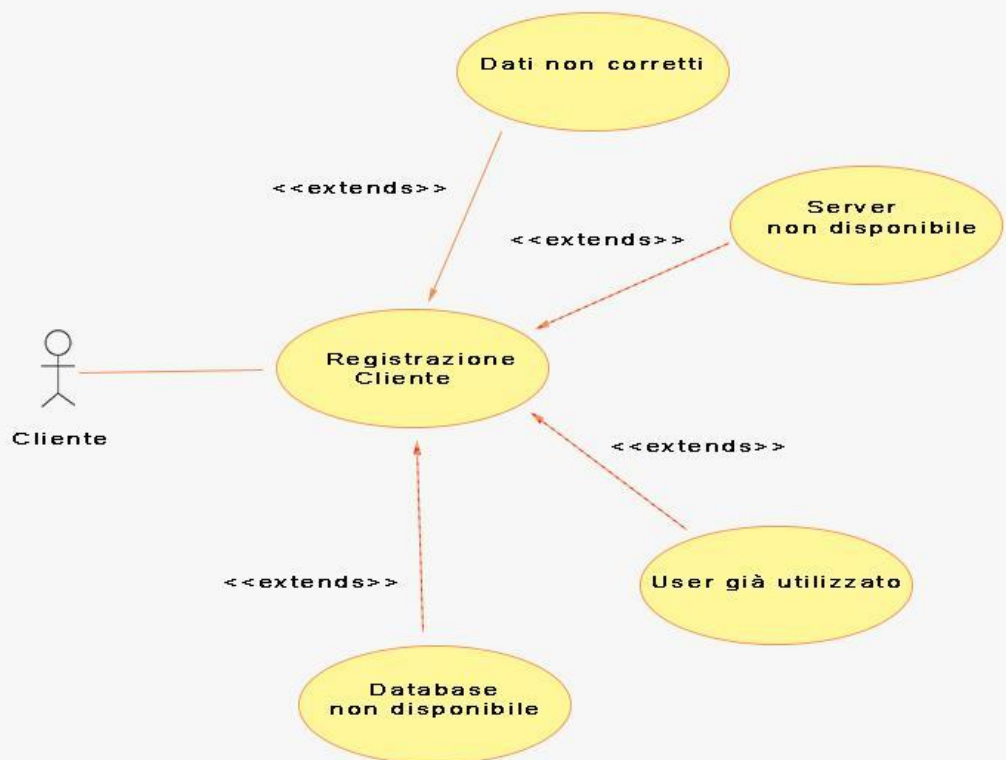 Dati non corretti
<<extends>>
Server
non disponibile
<<extends>>
Registrazione
Cliente
Cliente
<<extends>>
User già utilizzato
<<extends>>
Database
non disponibile